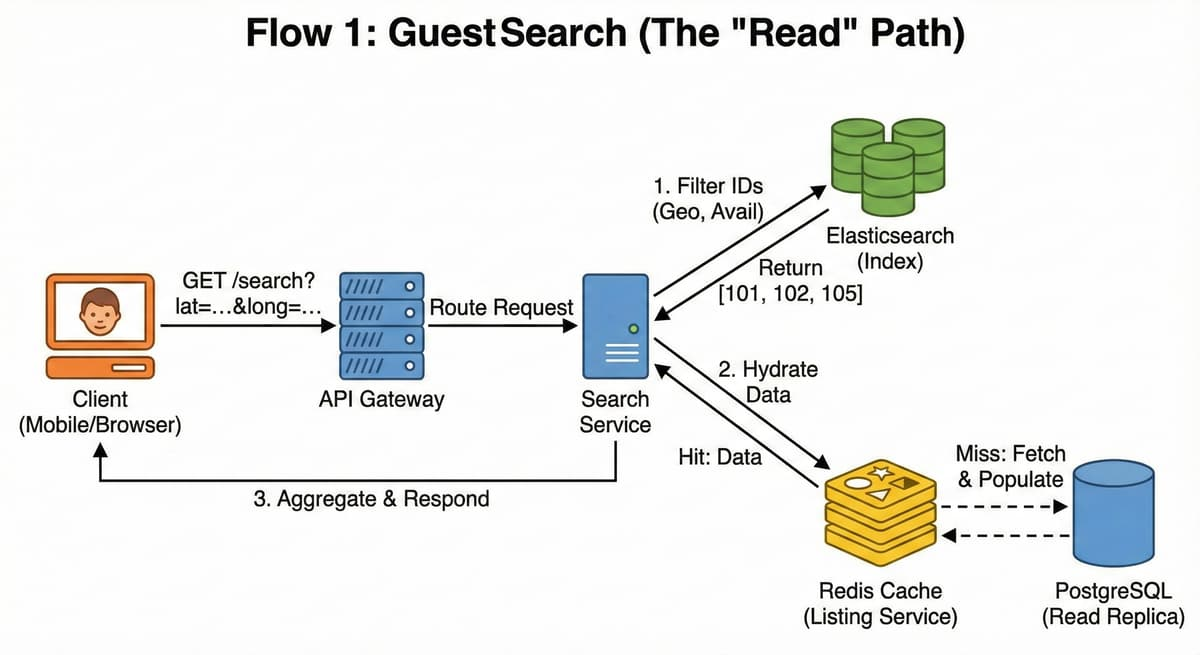 Flow 1: Guest Search (The "Read" Path)
1. Filter IDs
(Geo, Avail)
Elasticsearch
(Index)
Return
[101, 102, 105]
GET /search?
lat=...&long=...
Route Request
Client
(Mobile/Browser)
API Gateway
Search
Service
2. Hydrate
Data
Hit: Data
3. Aggregate & Respond
Miss: Fetch
& Populate
Redis Cache
(Listing Service)
PostgreSQL
(Read Replica)